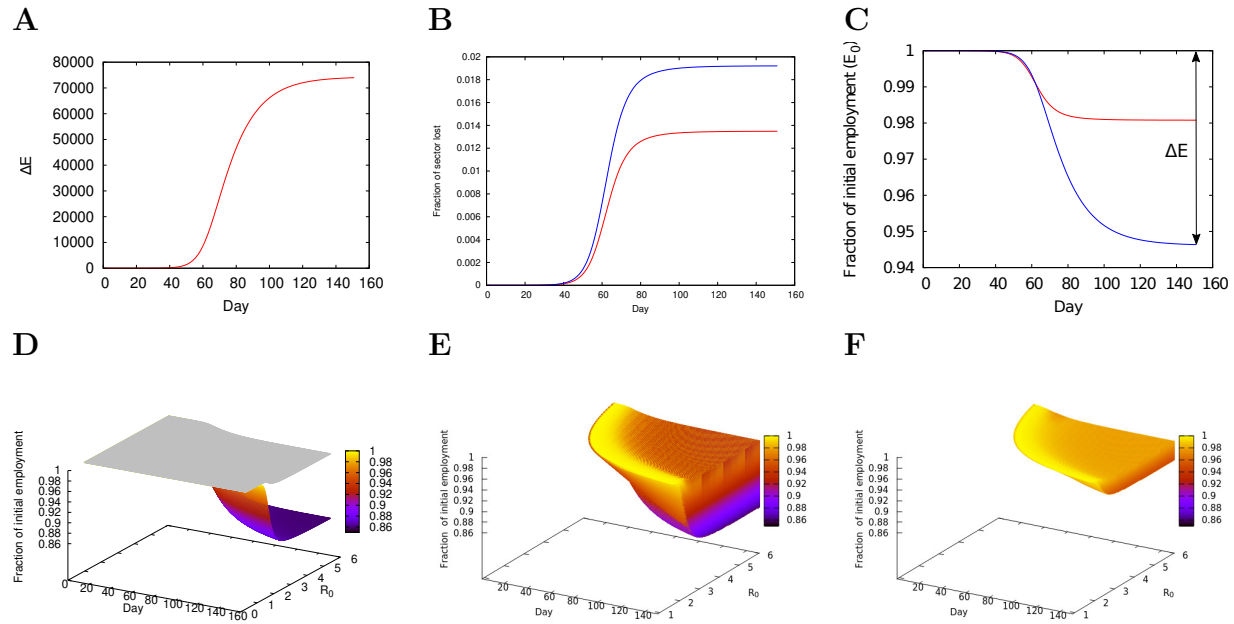 A
80000
70000
60000
50000
40000
30000
20000
10000
0
0 20 40 60 80 100 120 140 160
ΔE
Day
B
0.02
0.018
0.016
0.014
0.012
0.01
0.008
0.006
0.004
0.002
0
0 20 40 60 80 100 120 140 160
Fraction of sector lost
Day
C
1
0.99
0.98
0.97
0.96
0.95
0.94
0 20 40 60 80 100 120 140 160
Fraction of initial employment (E₀)
ΔE
Day
D
Fraction of initial employment
1
0.98
0.96
0.94
0.92
0.9
0.88
0.86
0 20 40 60 80 100 120 140 160
Day
0 1 2 3 4 5 6
R₀
1
0.98
0.96
0.94
0.92
0.9
0.88
0.86
E
Fraction of initial employment
1
0.98
0.96
0.94
0.92
0.9
0.88
0.86
20 40 60 80 100 120 140
Day
1 2 3 4 5 6
R₀
1
0.98
0.96
0.94
0.92
0.9
0.88
0.86
F
Fraction of initial employment
1
0.98
0.96
0.94
0.92
0.9
0.88
0.86
20 40 60 80 100 120 140
Day
1 2 3 4 5 6
R₀
1
0.98
0.96
0.94
0.92
0.9
0.88
0.86